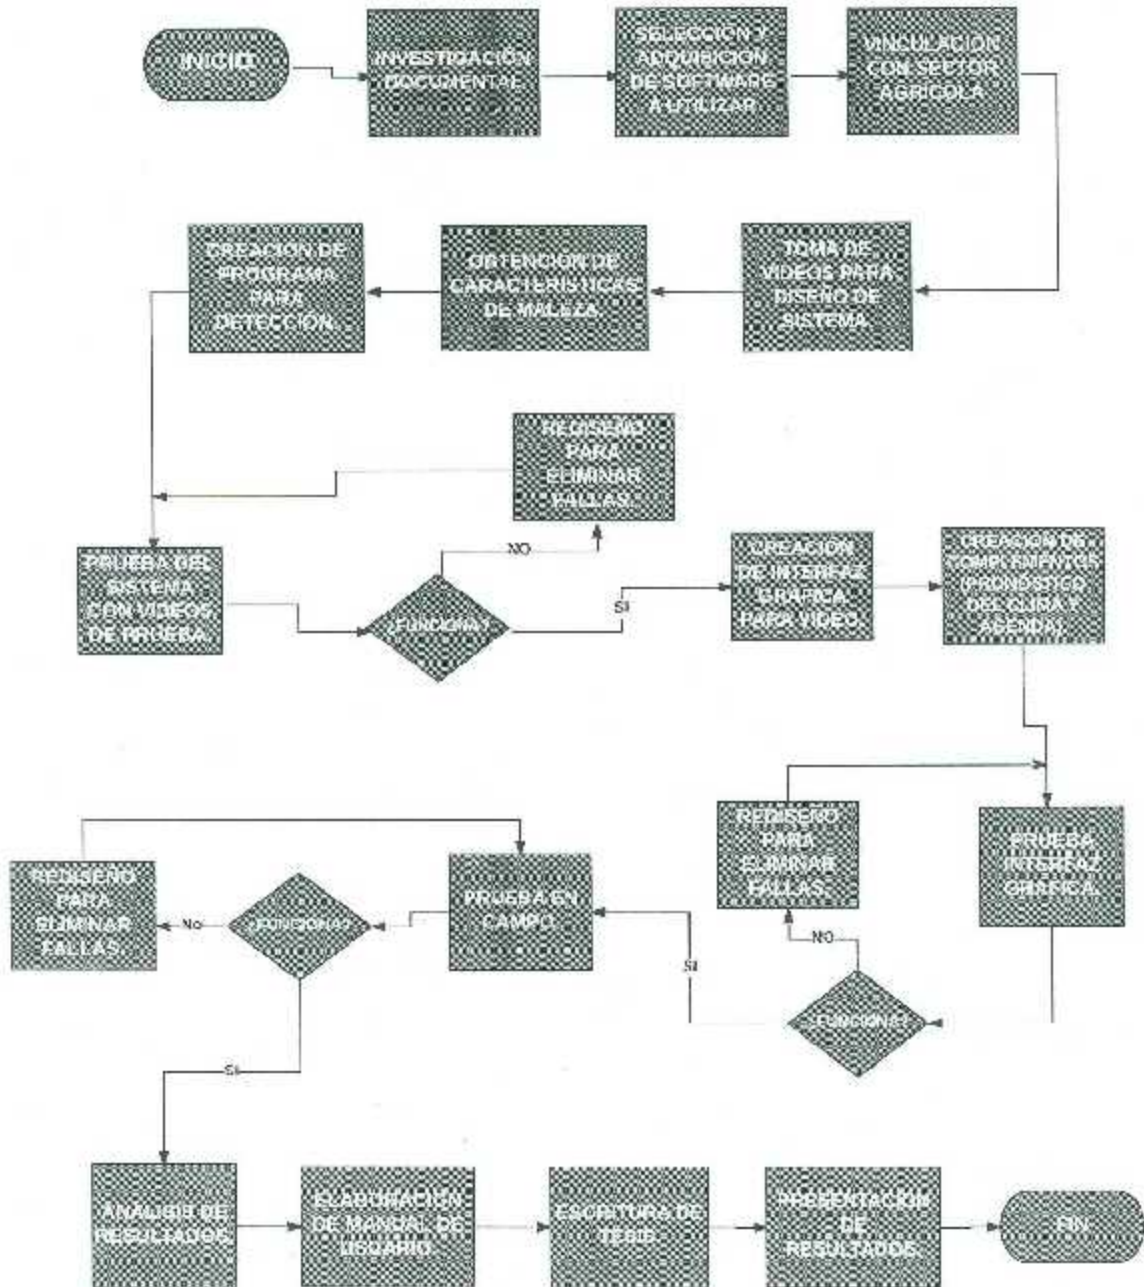 INICIO
INVESTIGACIÓN
DOCUMENTAL
SELECCIÓN Y
ADQUISICIÓN
DE SOFTWARE
A UTILIZAR
VINCULACIÓN
CON SECTOR
AGRÍCOLA
TOMA DE
VIDEOS PARA
DISEÑO DE
SISTEMA.
OBTENCIÓN DE
CARACTERÍSTICAS
DE MALEZA.
CREACIÓN DE
PROGRAMA
PARA
DETECCIÓN.
REDISEÑO
PARA
ELIMINAR
FALLAS.
PRUEBA DEL
SISTEMA
CON VIDEOS
DE PRUEBA.
¿FUNCIONA?
NO
SI
CREACIÓN
DE INTERFAZ
GRÁFICA
PARA VIDEO.
CREACIÓN DE
COMPLEMENTOS
(PRONÓSTICO
DEL CLIMA Y
AGENDA).
PRUEBA
INTERFAZ
GRÁFICA.
REDISEÑO
PARA
ELIMINAR
FALLAS.
NO
¿FUNCIONA?
SI
PRUEBA EN
CAMPO.
¿FUNCIONA?
No
REDISEÑO
PARA
ELIMINAR
FALLAS.
SI
ANÁLISIS DE
RESULTADOS.
ELABORACIÓN
DE MANUAL DE
USUARIO
ESCRITURA DE
TESIS.
PRESENTACIÓN
DE
RESULTADOS.
FIN